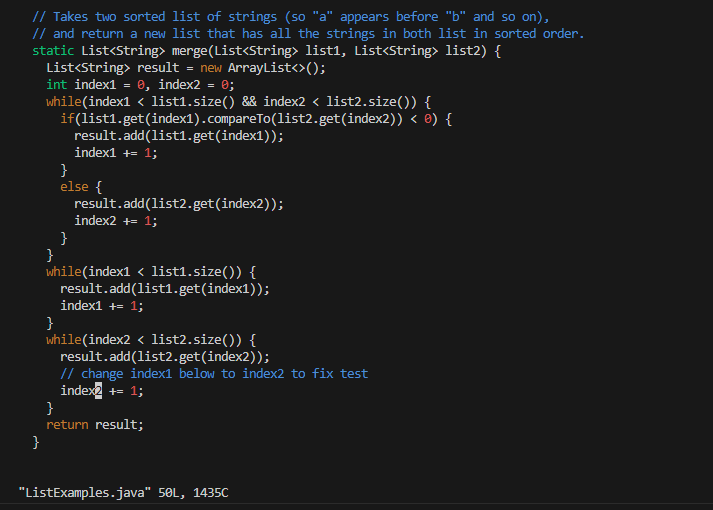 // Takes two sorted list of strings (so "a" appears before "b" and so on),
// and return a new list that has all the strings in both list in sorted order.
static List<String> merge(List<String> list1, List<String> list2) {
  List<String> result = new ArrayList<>();
  int index1 = 0, index2 = 0;
  while(index1 < list1.size() && index2 < list2.size()) {
    if(list1.get(index1).compareTo(list2.get(index2)) < 0) {
      result.add(list1.get(index1));
      index1 += 1;
    }
    else {
      result.add(list2.get(index2));
      index2 += 1;
    }
  }
  while(index1 < list1.size()) {
    result.add(list1.get(index1));
    index1 += 1;
  }
  while(index2 < list2.size()) {
    result.add(list2.get(index2));
    // change index1 below to index2 to fix test
    index2 += 1;
  }
  return result;
}
"ListExamples.java" 50L, 1435C